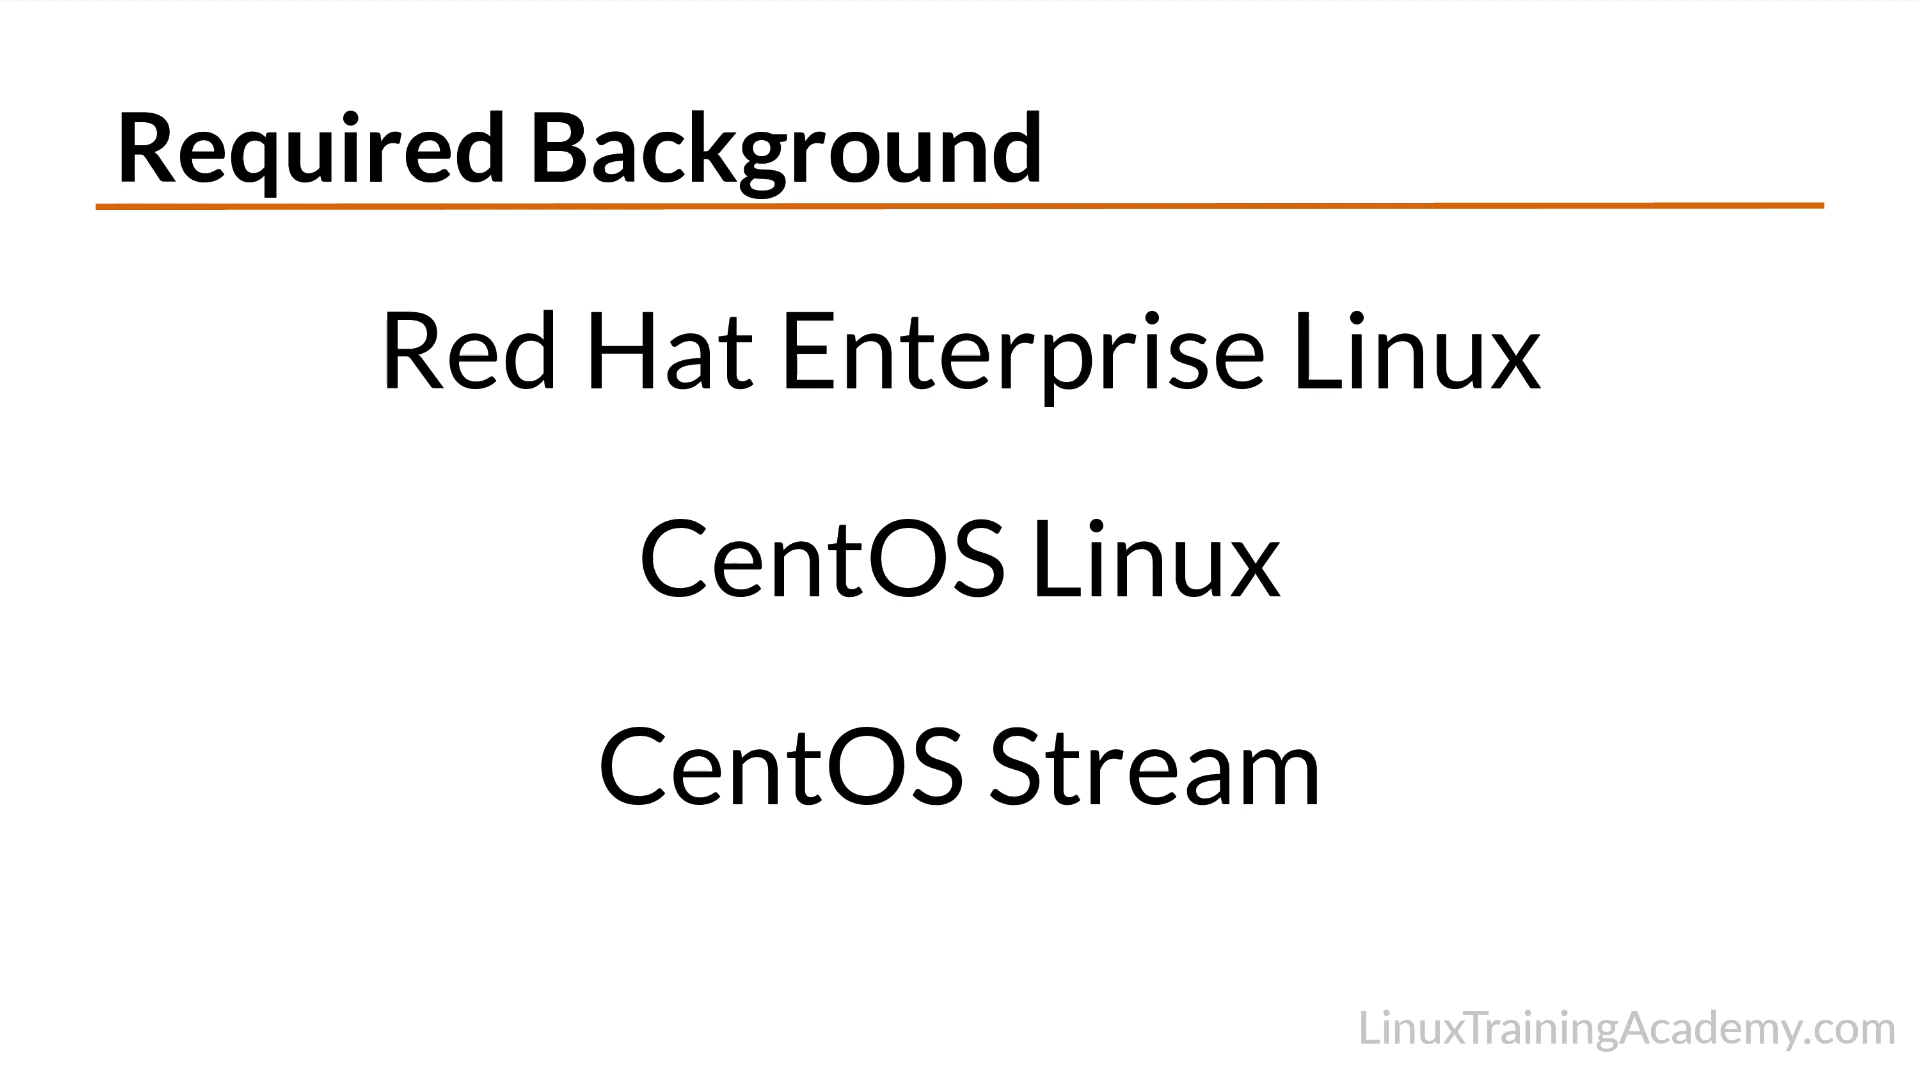 Required Background
Red Hat Enterprise Linux
CentOS Linux
CentOS Stream
LinuxTrainingAcademy.com